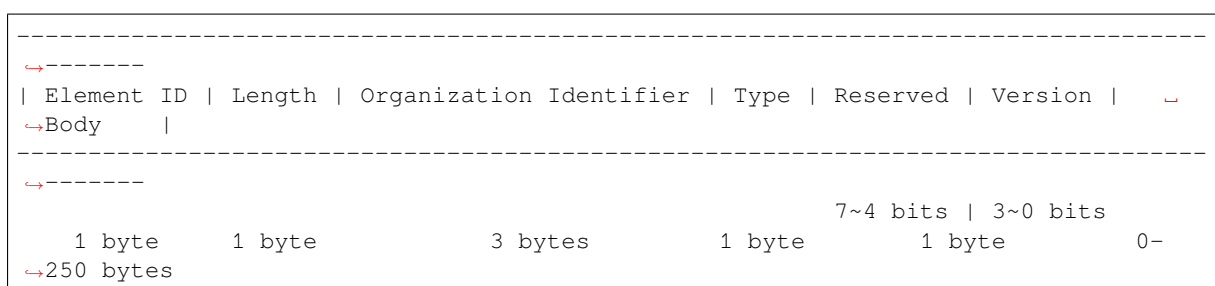 ------------------------------------------------------------------------------------
↪-------
| Element ID | Length | Organization Identifier | Type | Reserved | Version |   ␣
↪Body    |
------------------------------------------------------------------------------------
↪-------
                                                          7~4 bits | 3~0 bits
    1 byte     1 byte            3 bytes         1 byte        1 byte         0-
↪250 bytes